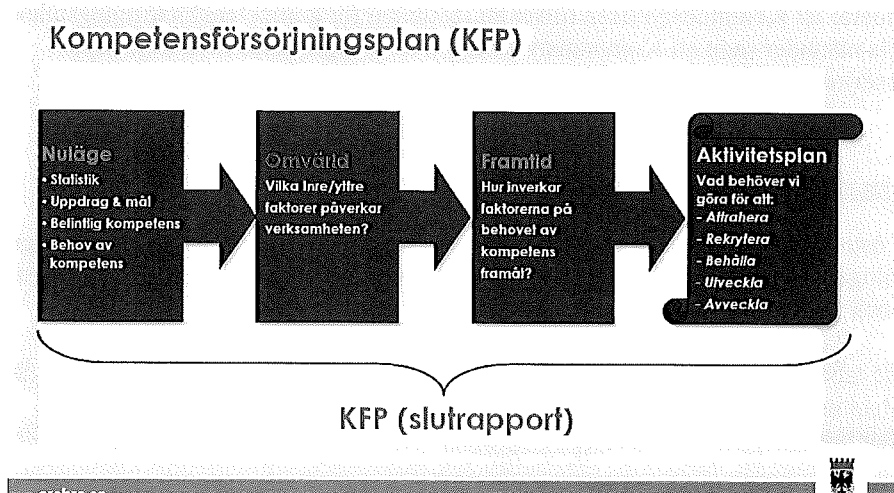 Kompetensförsörjningsplan (KFP)
Nuläge
• Statistik
• Uppdrag & mål
• Befintlig kompetens
• Behov av
kompetens
Omvärld
Vilka inre/yttre
faktorer påverkar
verksamheten?
Framtid
Hur inverkar
faktorerna på
behovet av
kompetens
framåt?
Aktivitetsplan
Vad behöver vi
göra för att:
- Attrahera
- Rekrytera
- Behålla
- Utveckla
- Avveckla
KFP (slutrapport)